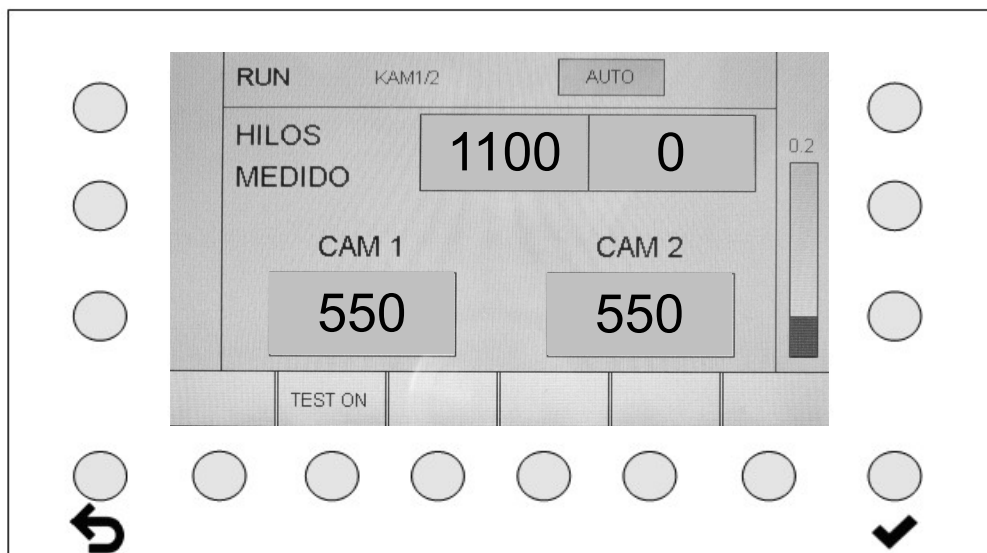 RUN KAM1/2 AUTO
HILOS
MEDIDO
1100 0
0.2
CAM 1 CAM 2
550 550
TEST ON